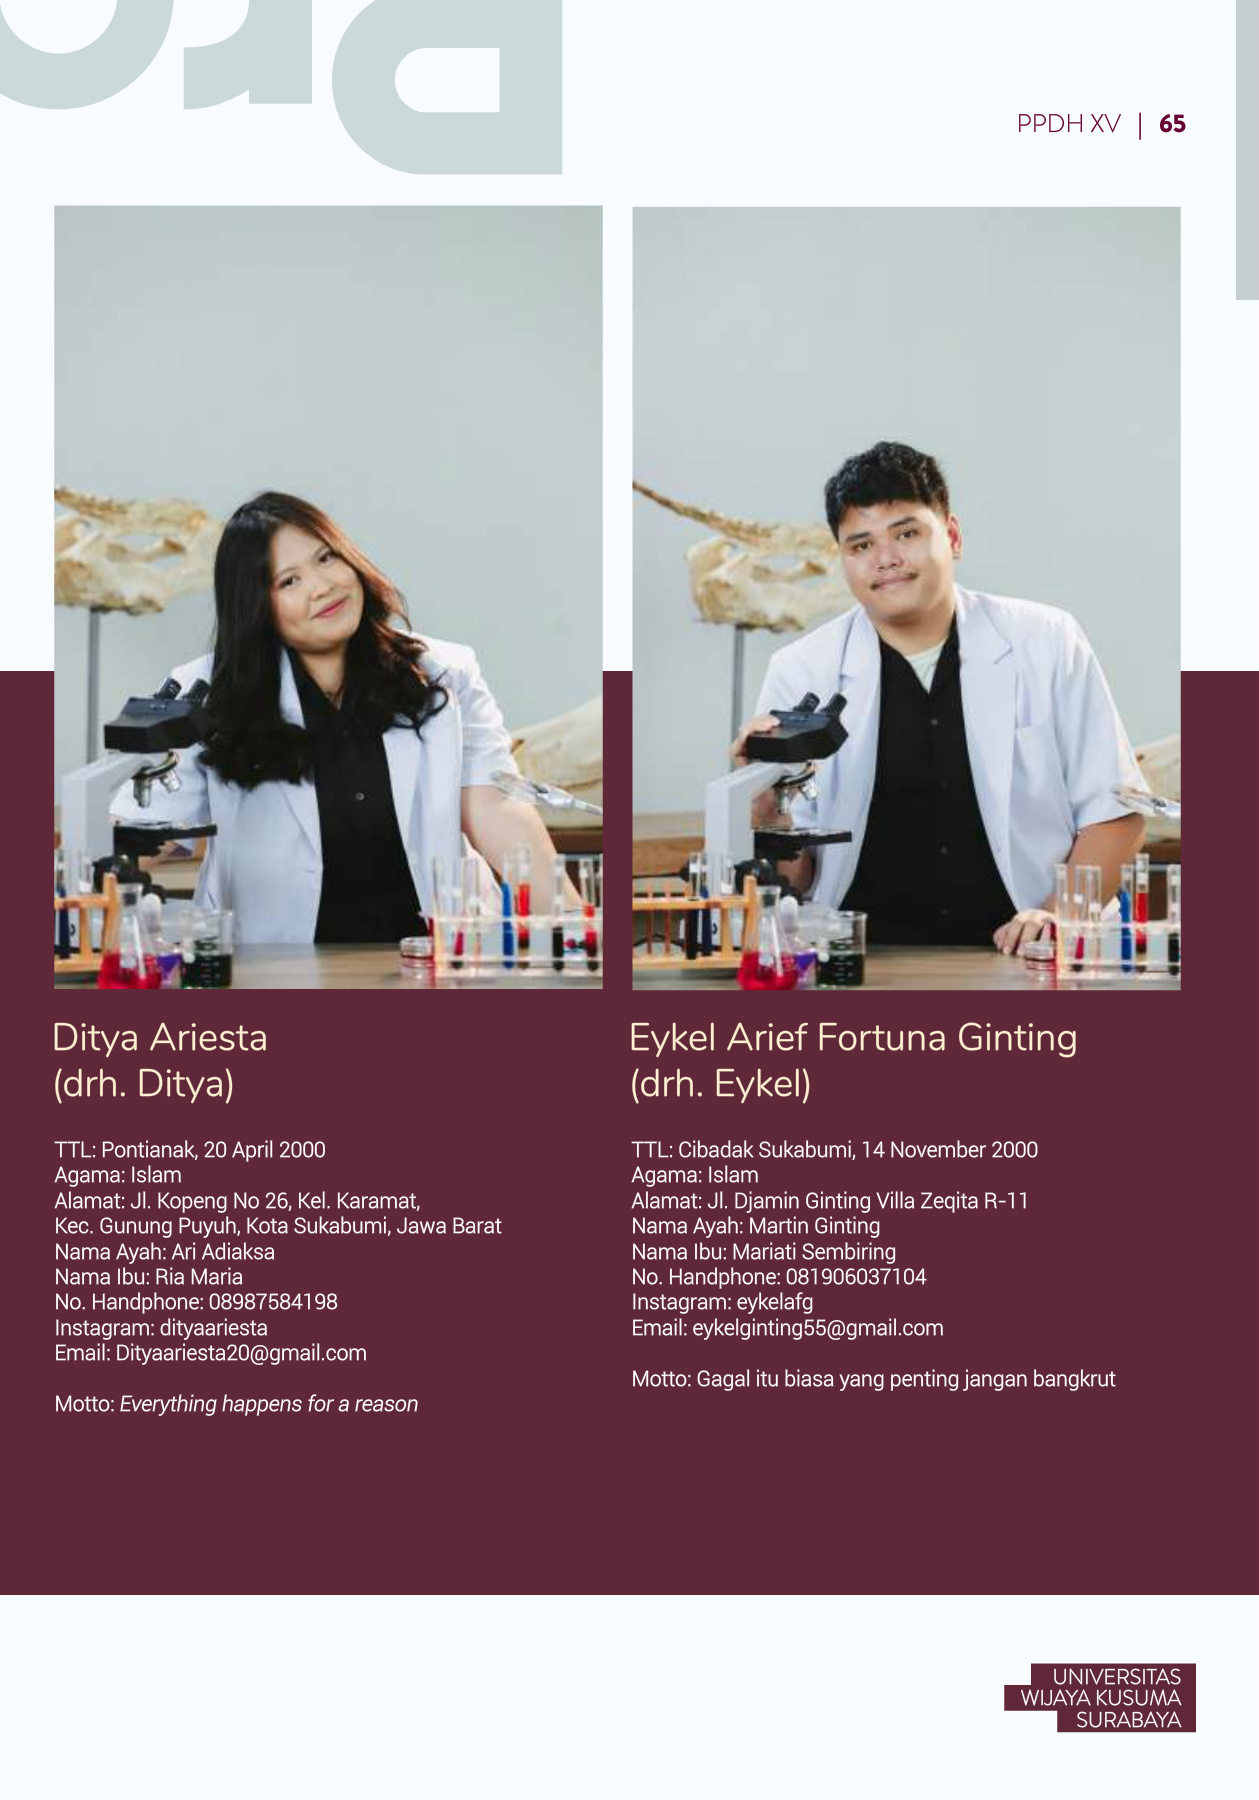 PPDH XV | 65
Ditya Ariesta
(drh. Ditya)
TTL: Pontianak, 20 April 2000
Agama: Islam
Alamat: Jl. Kopeng No 26, Kel. Karamat,
Kec. Gunung Puyuh, Kota Sukabumi, Jawa Barat
Nama Ayah: Ari Adiaksa
Nama Ibu: Ria Maria
No. Handphone: 08987584198
Instagram: dityaariesta
Email: Dityaariesta20@gmail.com
Motto: Everything happens for a reason
Eykel Arief Fortuna Ginting
(drh. Eykel)
TTL: Cibadak Sukabumi, 14 November 2000
Agama: Islam
Alamat: Jl. Djamin Ginting Villa Zeqita R-11
Nama Ayah: Martin Ginting
Nama Ibu: Mariati Sembiring
No. Handphone: 081906037104
Instagram: eykelafg
Email: eykelginting55@gmail.com
Motto: Gagal itu biasa yang penting jangan bangkrut
UNIVERSITAS
WIJAYA KUSUMA
SURABAYA